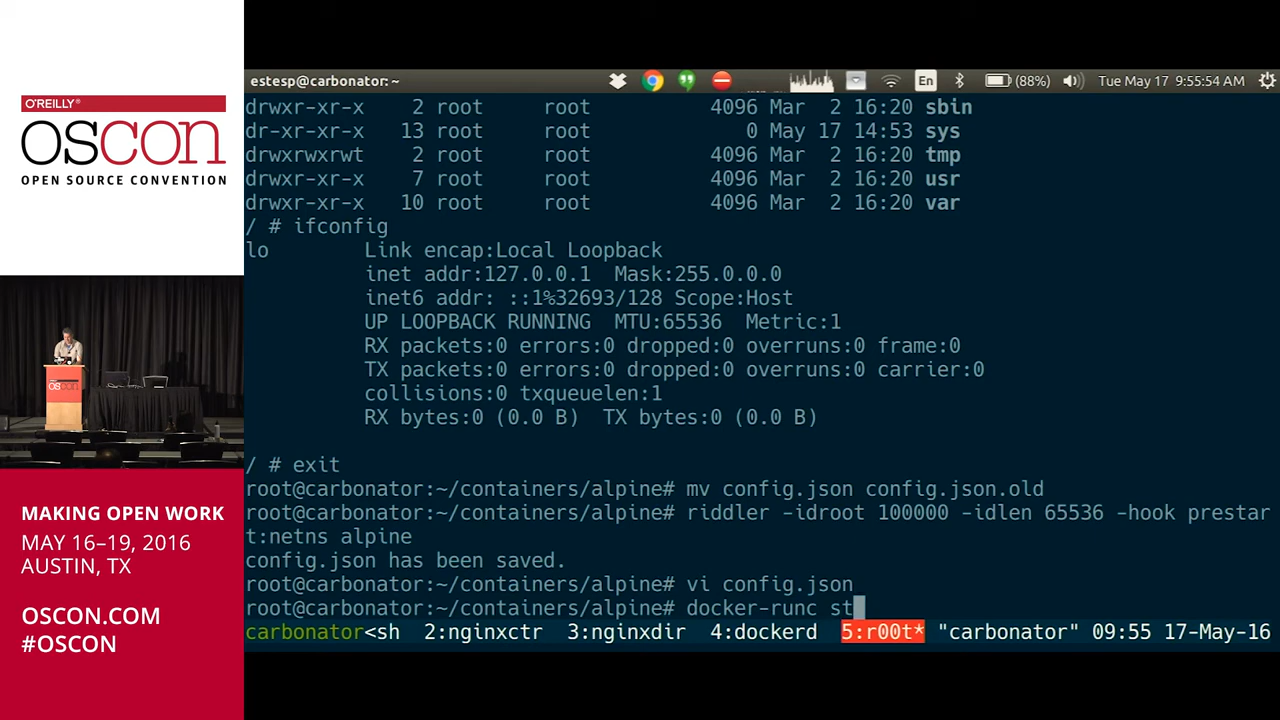 O'REILLY®
OSCON
OPEN SOURCE CONVENTION
OSCON
MAKING OPEN WORK
MAY 16–19, 2016
AUSTIN, TX
OSCON.COM
#OSCON
estesp@carbonator: ~
En
(88%)
Tue May 17 9:55:54 AM
drwxr-xr-x 2 root root 4096 Mar 2 16:20 sbin
dr-xr-xr-x 13 root root 0 May 17 14:53 sys
drwxrwxrwt 2 root root 4096 Mar 2 16:20 tmp
drwxr-xr-x 7 root root 4096 Mar 2 16:20 usr
drwxr-xr-x 10 root root 4096 Mar 2 16:20 var
/ # ifconfig
lo Link encap:Local Loopback
inet addr:127.0.0.1 Mask:255.0.0.0
inet6 addr: ::1%32693/128 Scope:Host
UP LOOPBACK RUNNING MTU:65536 Metric:1
RX packets:0 errors:0 dropped:0 overruns:0 frame:0
TX packets:0 errors:0 dropped:0 overruns:0 carrier:0
collisions:0 txqueuelen:1
RX bytes:0 (0.0 B) TX bytes:0 (0.0 B)
/ # exit
root@carbonator:~/containers/alpine# mv config.json config.json.old
root@carbonator:~/containers/alpine# riddler -idroot 100000 -idlen 65536 -hook prestar
t:netns alpine
config.json has been saved.
root@carbonator:~/containers/alpine# vi config.json
root@carbonator:~/containers/alpine# docker-runc st
carbonator<sh 2:nginxctr 3:nginxdir 4:dockerd 5:r00t* "carbonator" 09:55 17-May-16